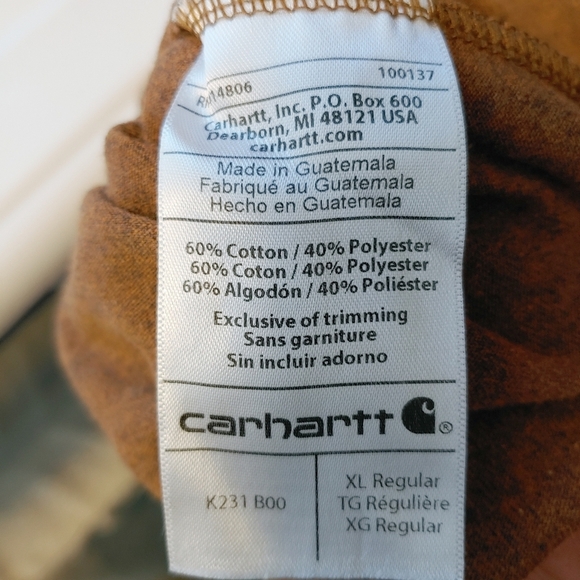 RN14806 100137
Carhartt, Inc. P.O. Box 600
Dearborn, MI 48121 USA
carhartt.com
Made in Guatemala
Fabriqué au Guatemala
Hecho en Guatemala
60% Cotton / 40% Polyester
60% Coton / 40% Polyester
60% Algodón / 40% Poliéster
Exclusive of trimming
Sans garniture
Sin incluir adorno
carhartt ®
K231 B00
XL Regular
TG Régulière
XG Regular